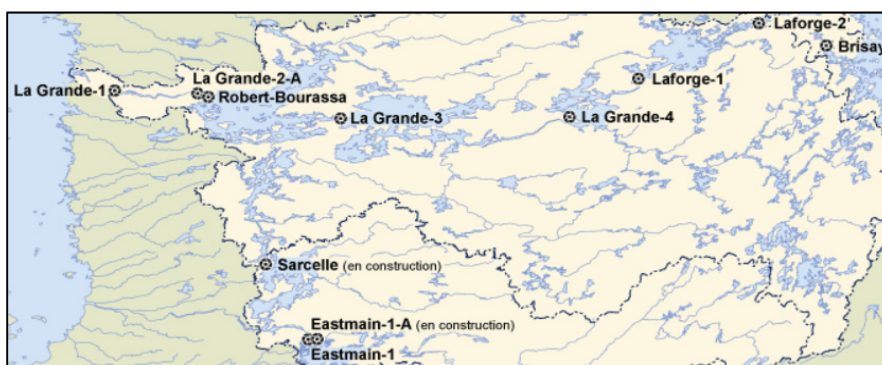 Laforge-2
Brisay
La Grande-2-A
La Grande-1
Robert-Bourassa
Laforge-1
La Grande-3
La Grande-4
Sarcelle (en construction)
Eastmain-1-A (en construction)
Eastmain-1